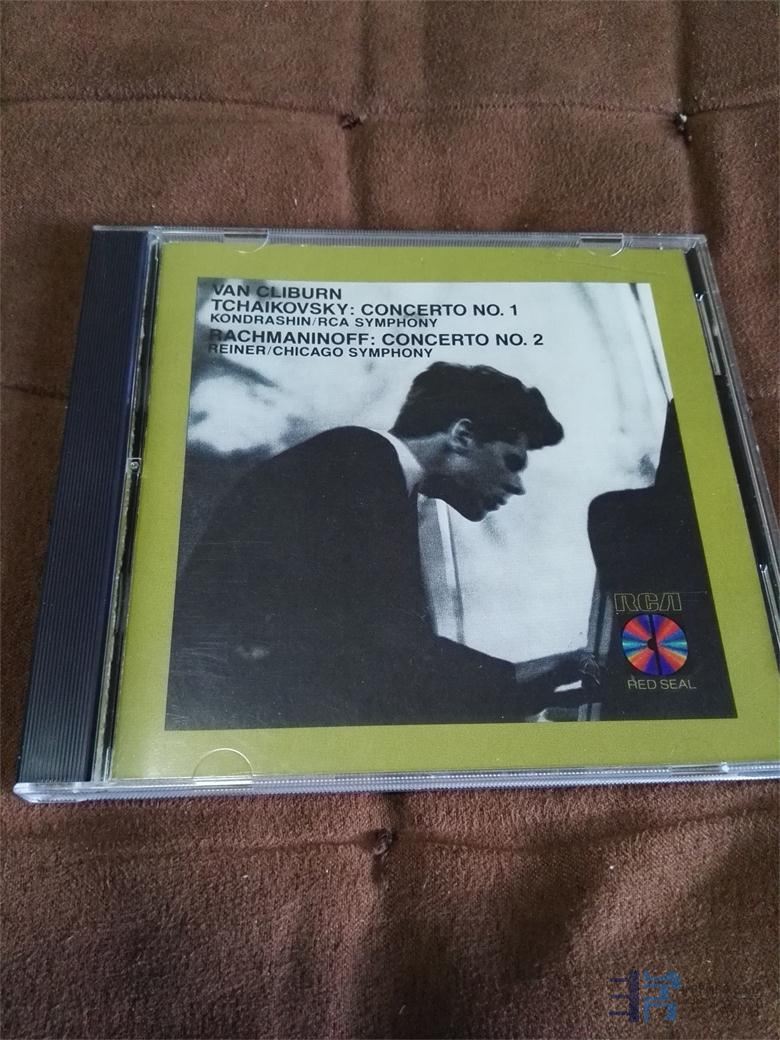 VAN CLIBURN
TCHAIKOVSKY: CONCERTO NO. 1
KONDRASHIN/RCA SYMPHONY
RACHMANINOFF: CONCERTO NO. 2
REINER/CHICAGO SYMPHONY
RCA
RED SEAL